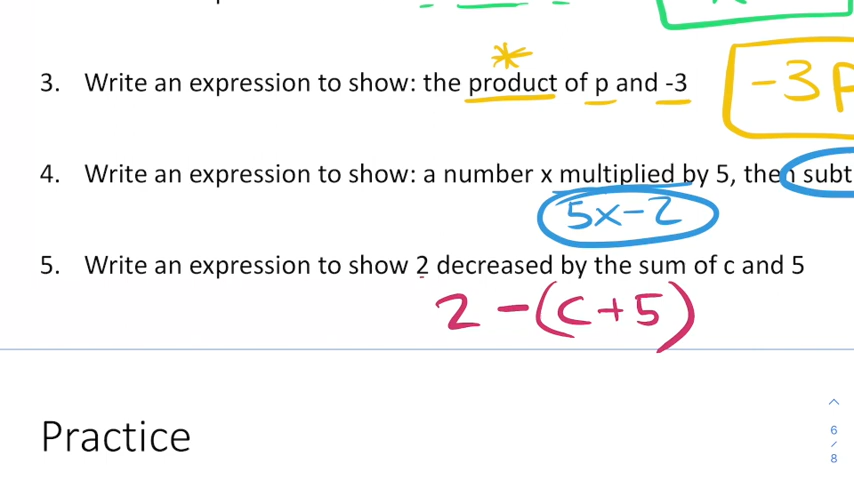 3. Write an expression to show: the product of p and -3
-3p
4. Write an expression to show: a number x multiplied by 5, then subt
5x-2
5. Write an expression to show 2 decreased by the sum of c and 5
2 - (c + 5)
Practice
6
/
8